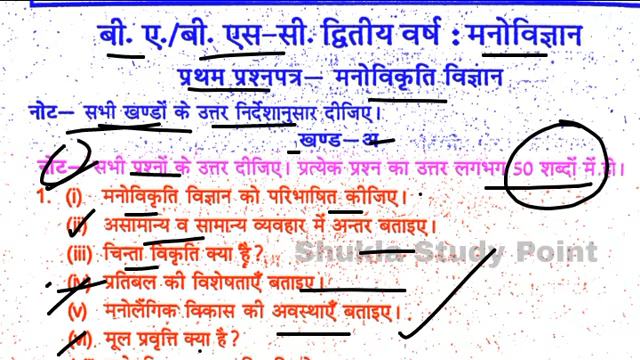 बी. ए./बी. एस-सी. द्वितीय वर्ष : मनोविज्ञान
प्रथम प्रश्नपत्र— मनोविकृति विज्ञान
नोट— सभी खण्डों के उत्तर निर्देशानुसार दीजिए।
खण्ड—अ
नोट— सभी प्रश्नों के उत्तर दीजिए। प्रत्येक प्रश्न का उत्तर लगभग 50 शब्दों में हो।
1. (i) मनोविकृति विज्ञान को परिभाषित कीजिए।
(ii) असामान्य व सामान्य व्यवहार में अन्तर बताइए।
(iii) चिन्ता विकृति क्या है?
Shukla Study Point
(iv) प्रतिबल की विशेषताएँ बताइए।
(v) मनोलैंगिक विकास की अवस्थाएँ बताइए।
(vi) मूल प्रवृत्ति क्या है?